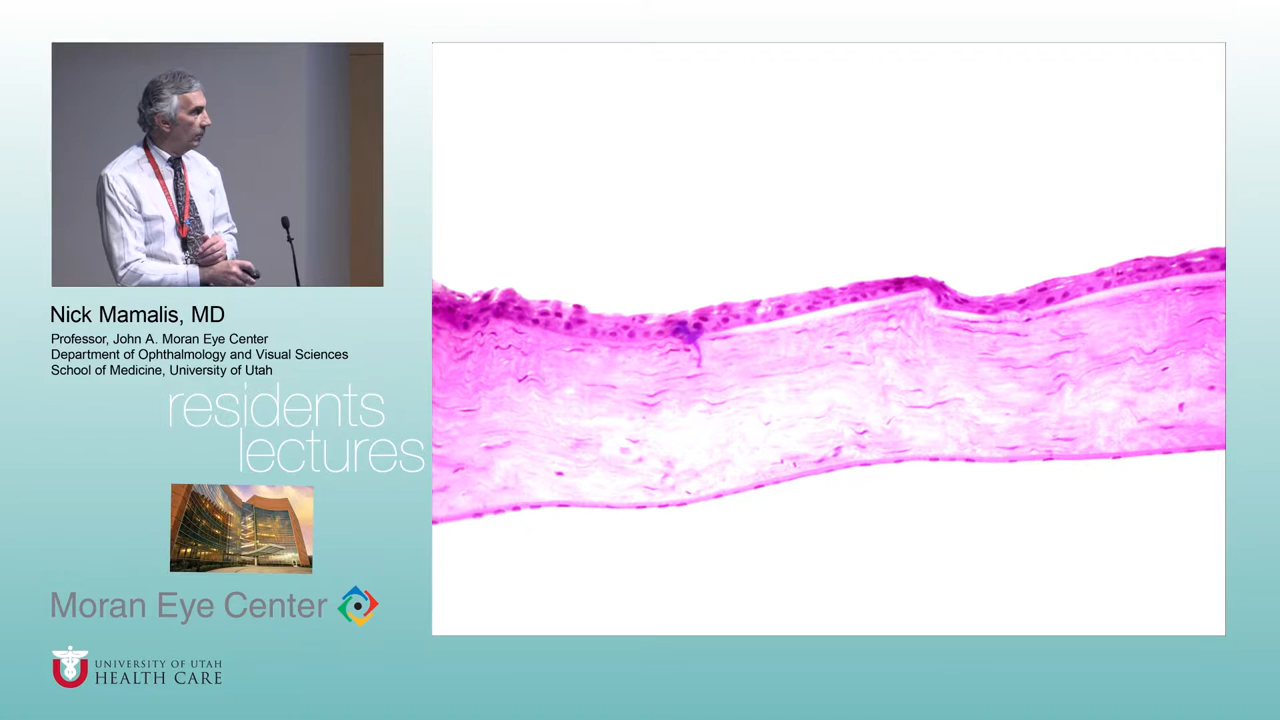 Nick Mamalis, MD
Professor, John A. Moran Eye Center
Department of Ophthalmology and Visual Sciences
School of Medicine, University of Utah
residents
lectures
Moran Eye Center
UNIVERSITY OF UTAH
HEALTH CARE